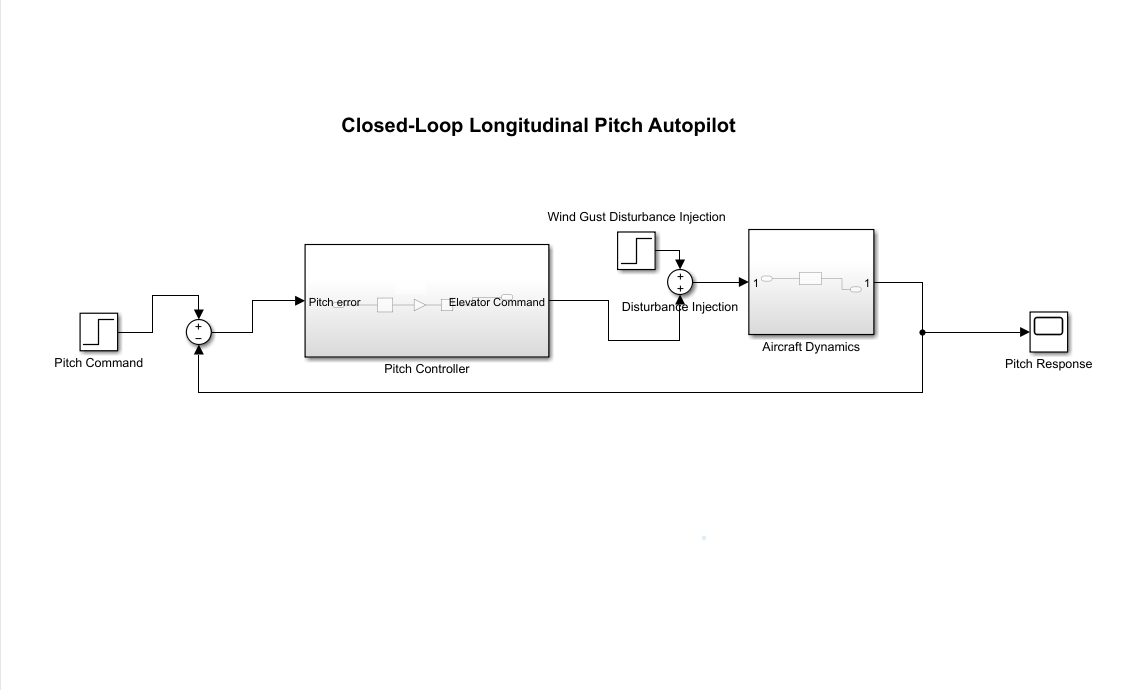 Closed-Loop Longitudinal Pitch Autopilot
Wind Gust Disturbance Injection
+
+
Disturbance Injection
1
1
Aircraft Dynamics
Pitch error
Elevator Command
Pitch Controller
+
−
Pitch Command
Pitch Response